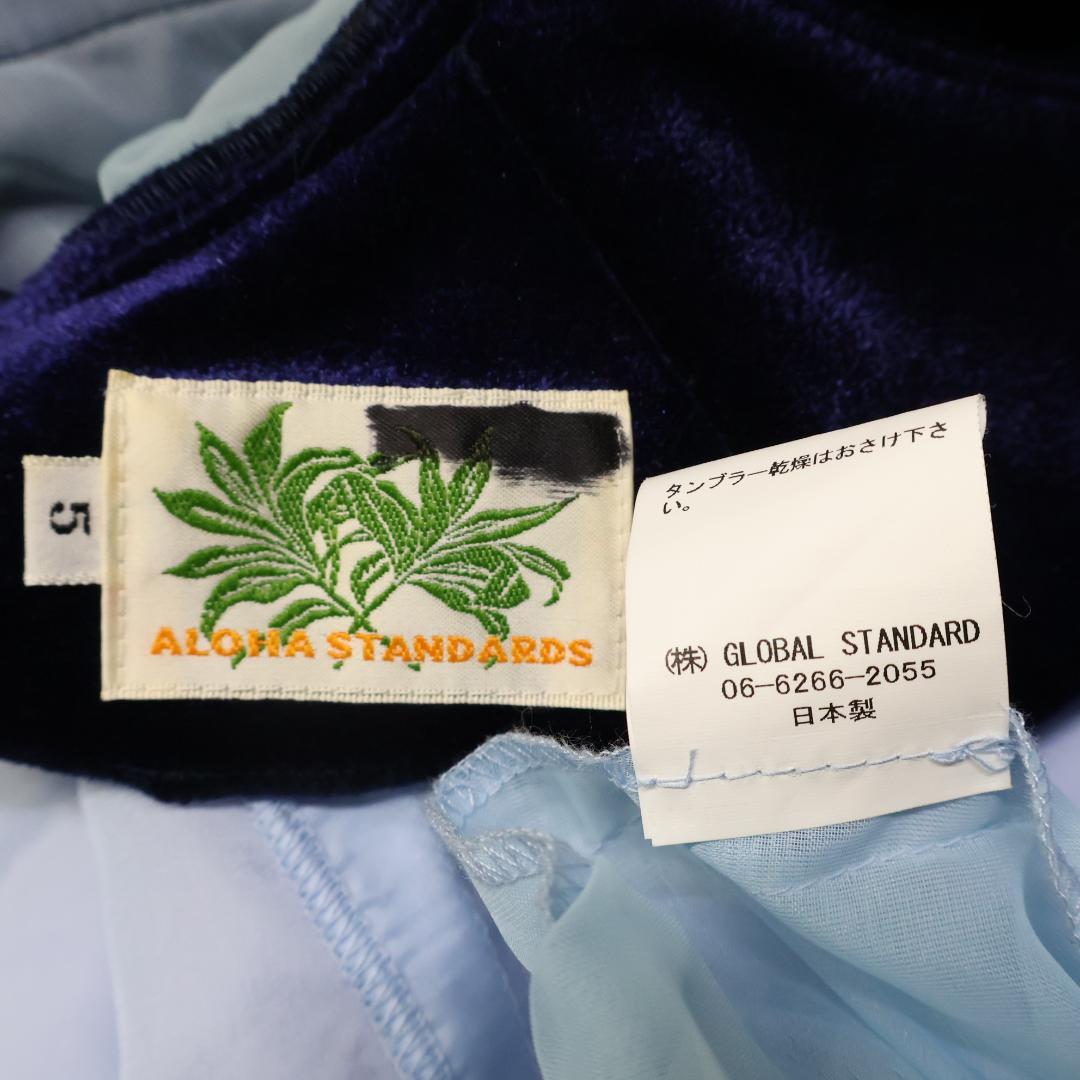 5
ALOHA STANDARDS
タンブラー乾燥はおさけ下さ
い。
(株) GLOBAL STANDARD
06-6266-2055
日本製